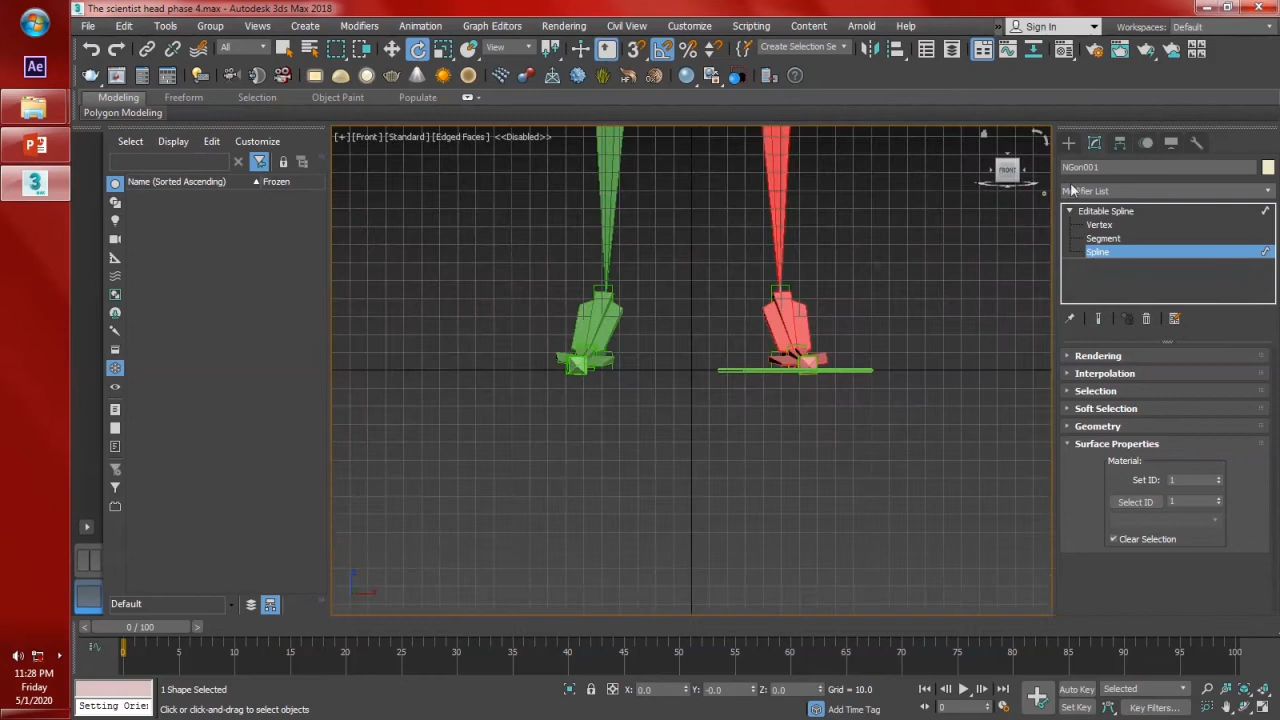 The scientist head phase 4.max - Autodesk 3ds Max 2018
File Edit Tools Group Views Create Modifiers Animation Graph Editors Rendering Civil View Customize Scripting Content Arnold Help » Sign In Workspaces: Default
All View Create Selection Se
Modeling Freeform Selection Object Paint Populate
Polygon Modeling
Select Display Edit Customize
Name (Sorted Ascending) Frozen
[+][Front][Standard][Edged Faces] <<Disabled>>
FRONT
NGon001
Modifier List
Editable Spline
Vertex
Segment
Spline
Rendering
Interpolation
Selection
Soft Selection
Geometry
Surface Properties
Material:
Set ID: 1
Select ID 1
Clear Selection
Default
< 0 / 100 >
0 5 10 15 20 25 30 35 40 45 50 55 60 65 70 75 80 85 90 95 100
1 Shape Selected
Click or click-and-drag to select objects
Setting Orie
X: 0.0 Y: -0.0 Z: 0.0 Grid = 10.0
Add Time Tag
Auto Key Selected
Set Key Key Filters...
0
Ae
11:28 PM
Friday
5/1/2020